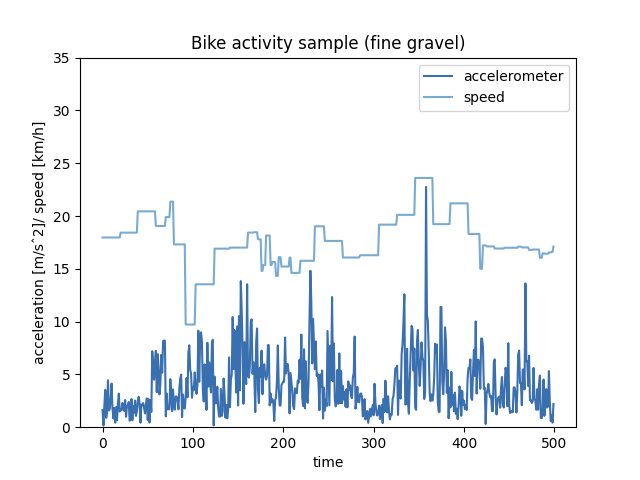 Bike activity sample (fine gravel)
accelerometer
speed
35
30
25
20
15
10
5
0
acceleration [m/s^2]/ speed [km/h]
0
100
200
300
400
500
time